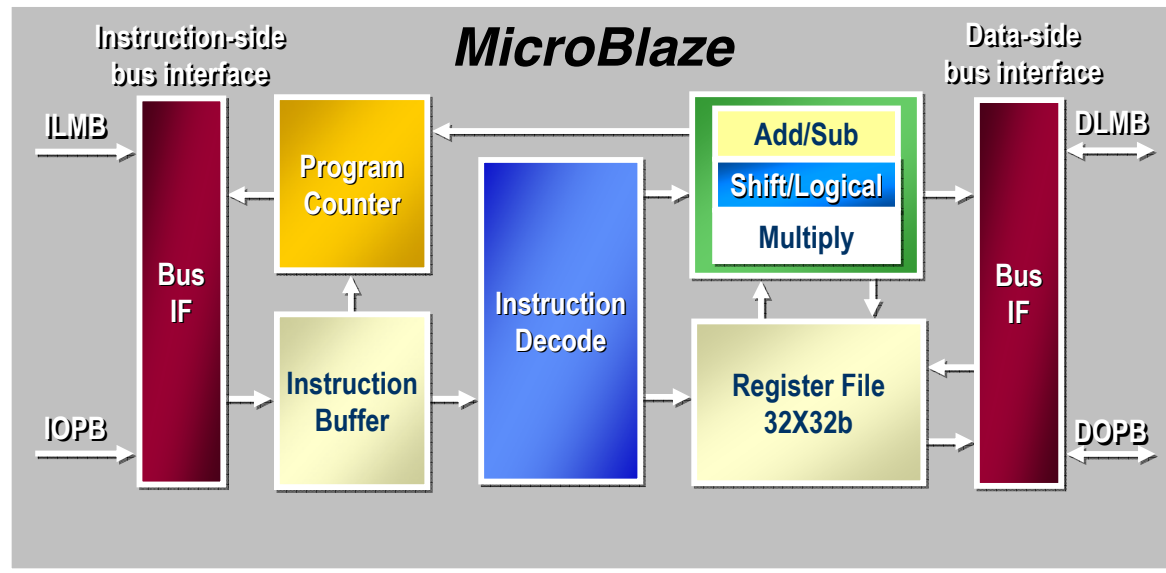 MicroBlaze
Instruction-side
bus interface
Data-side
bus interface
ILMB
IOPB
Bus
IF
Program
Counter
Instruction
Buffer
Instruction
Decode
Add/Sub
Shift/Logical
Multiply
Register File
32X32b
Bus
IF
DLMB
DOPB